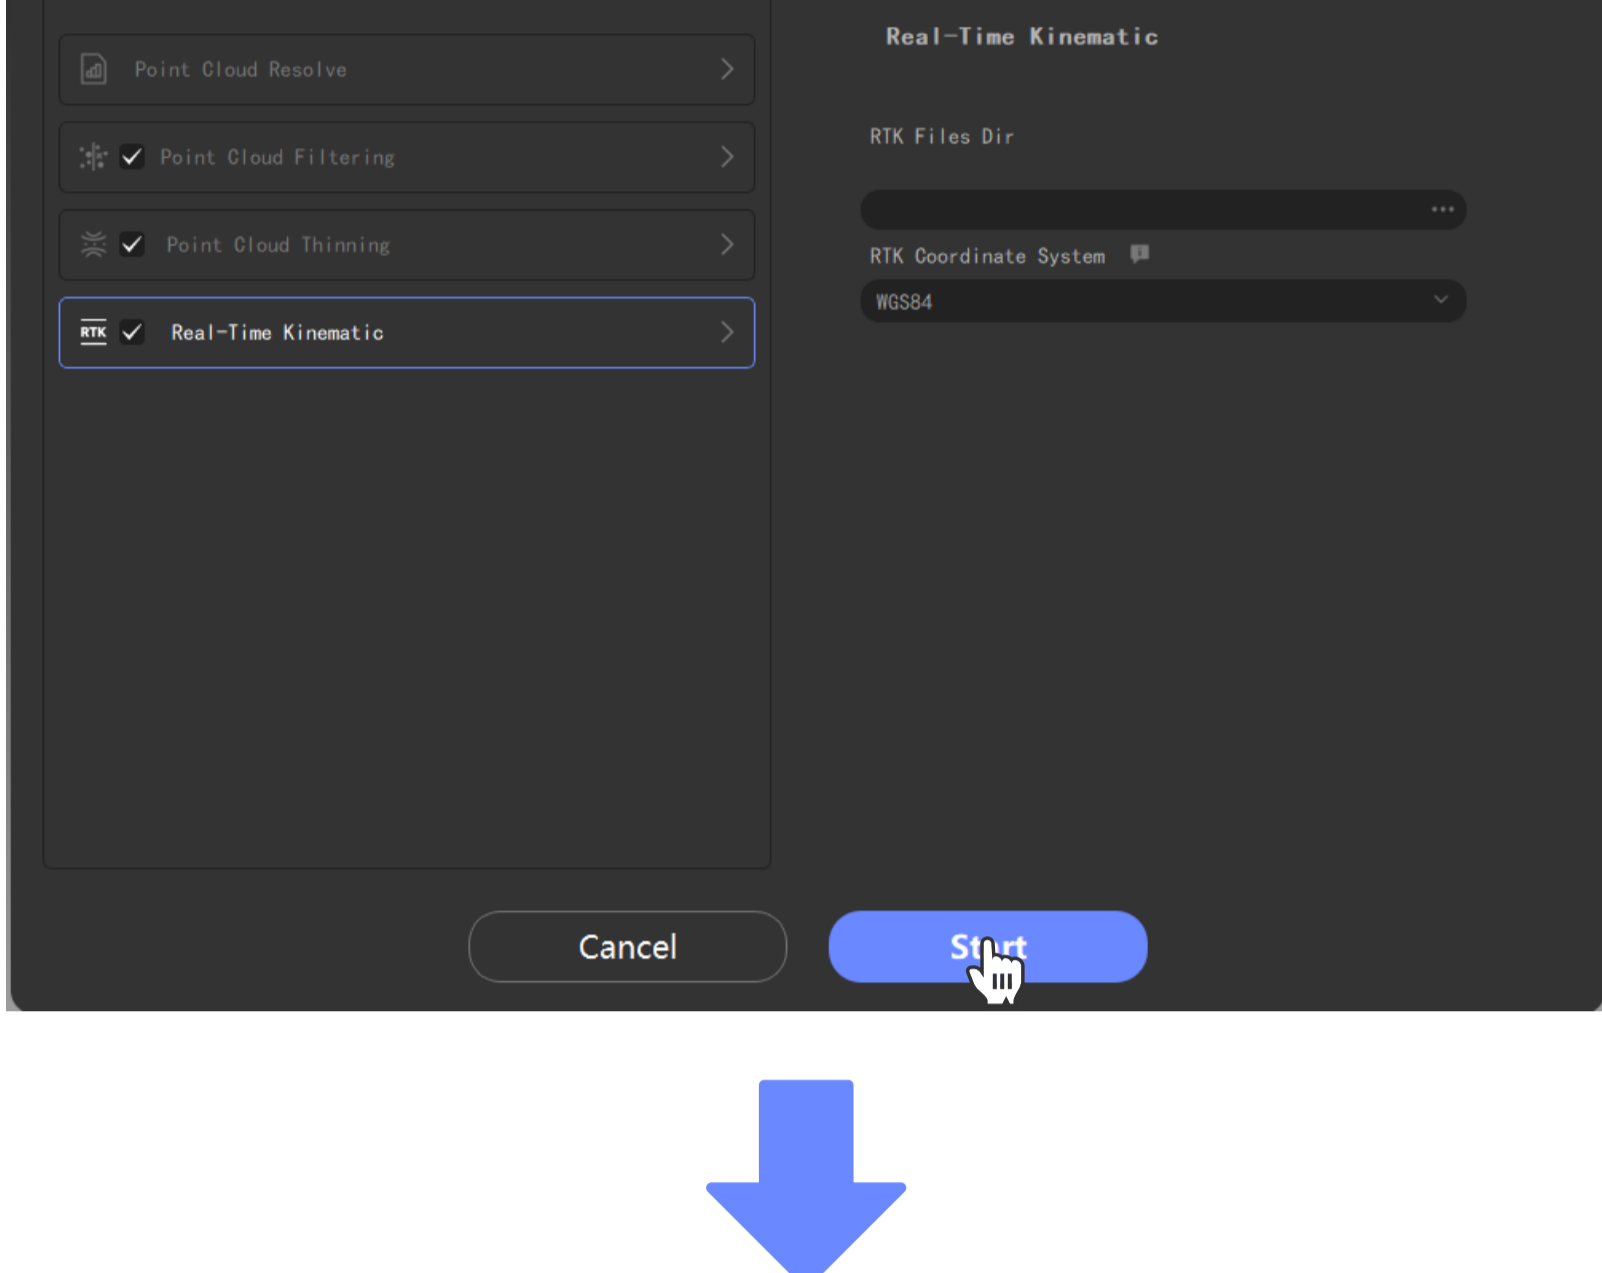 Real-Time Kinematic
Point Cloud Resolve
Point Cloud Filtering
Point Cloud Thinning
RTK Real-Time Kinematic
RTK Files Dir
...
RTK Coordinate System
WGS84
Cancel
Start